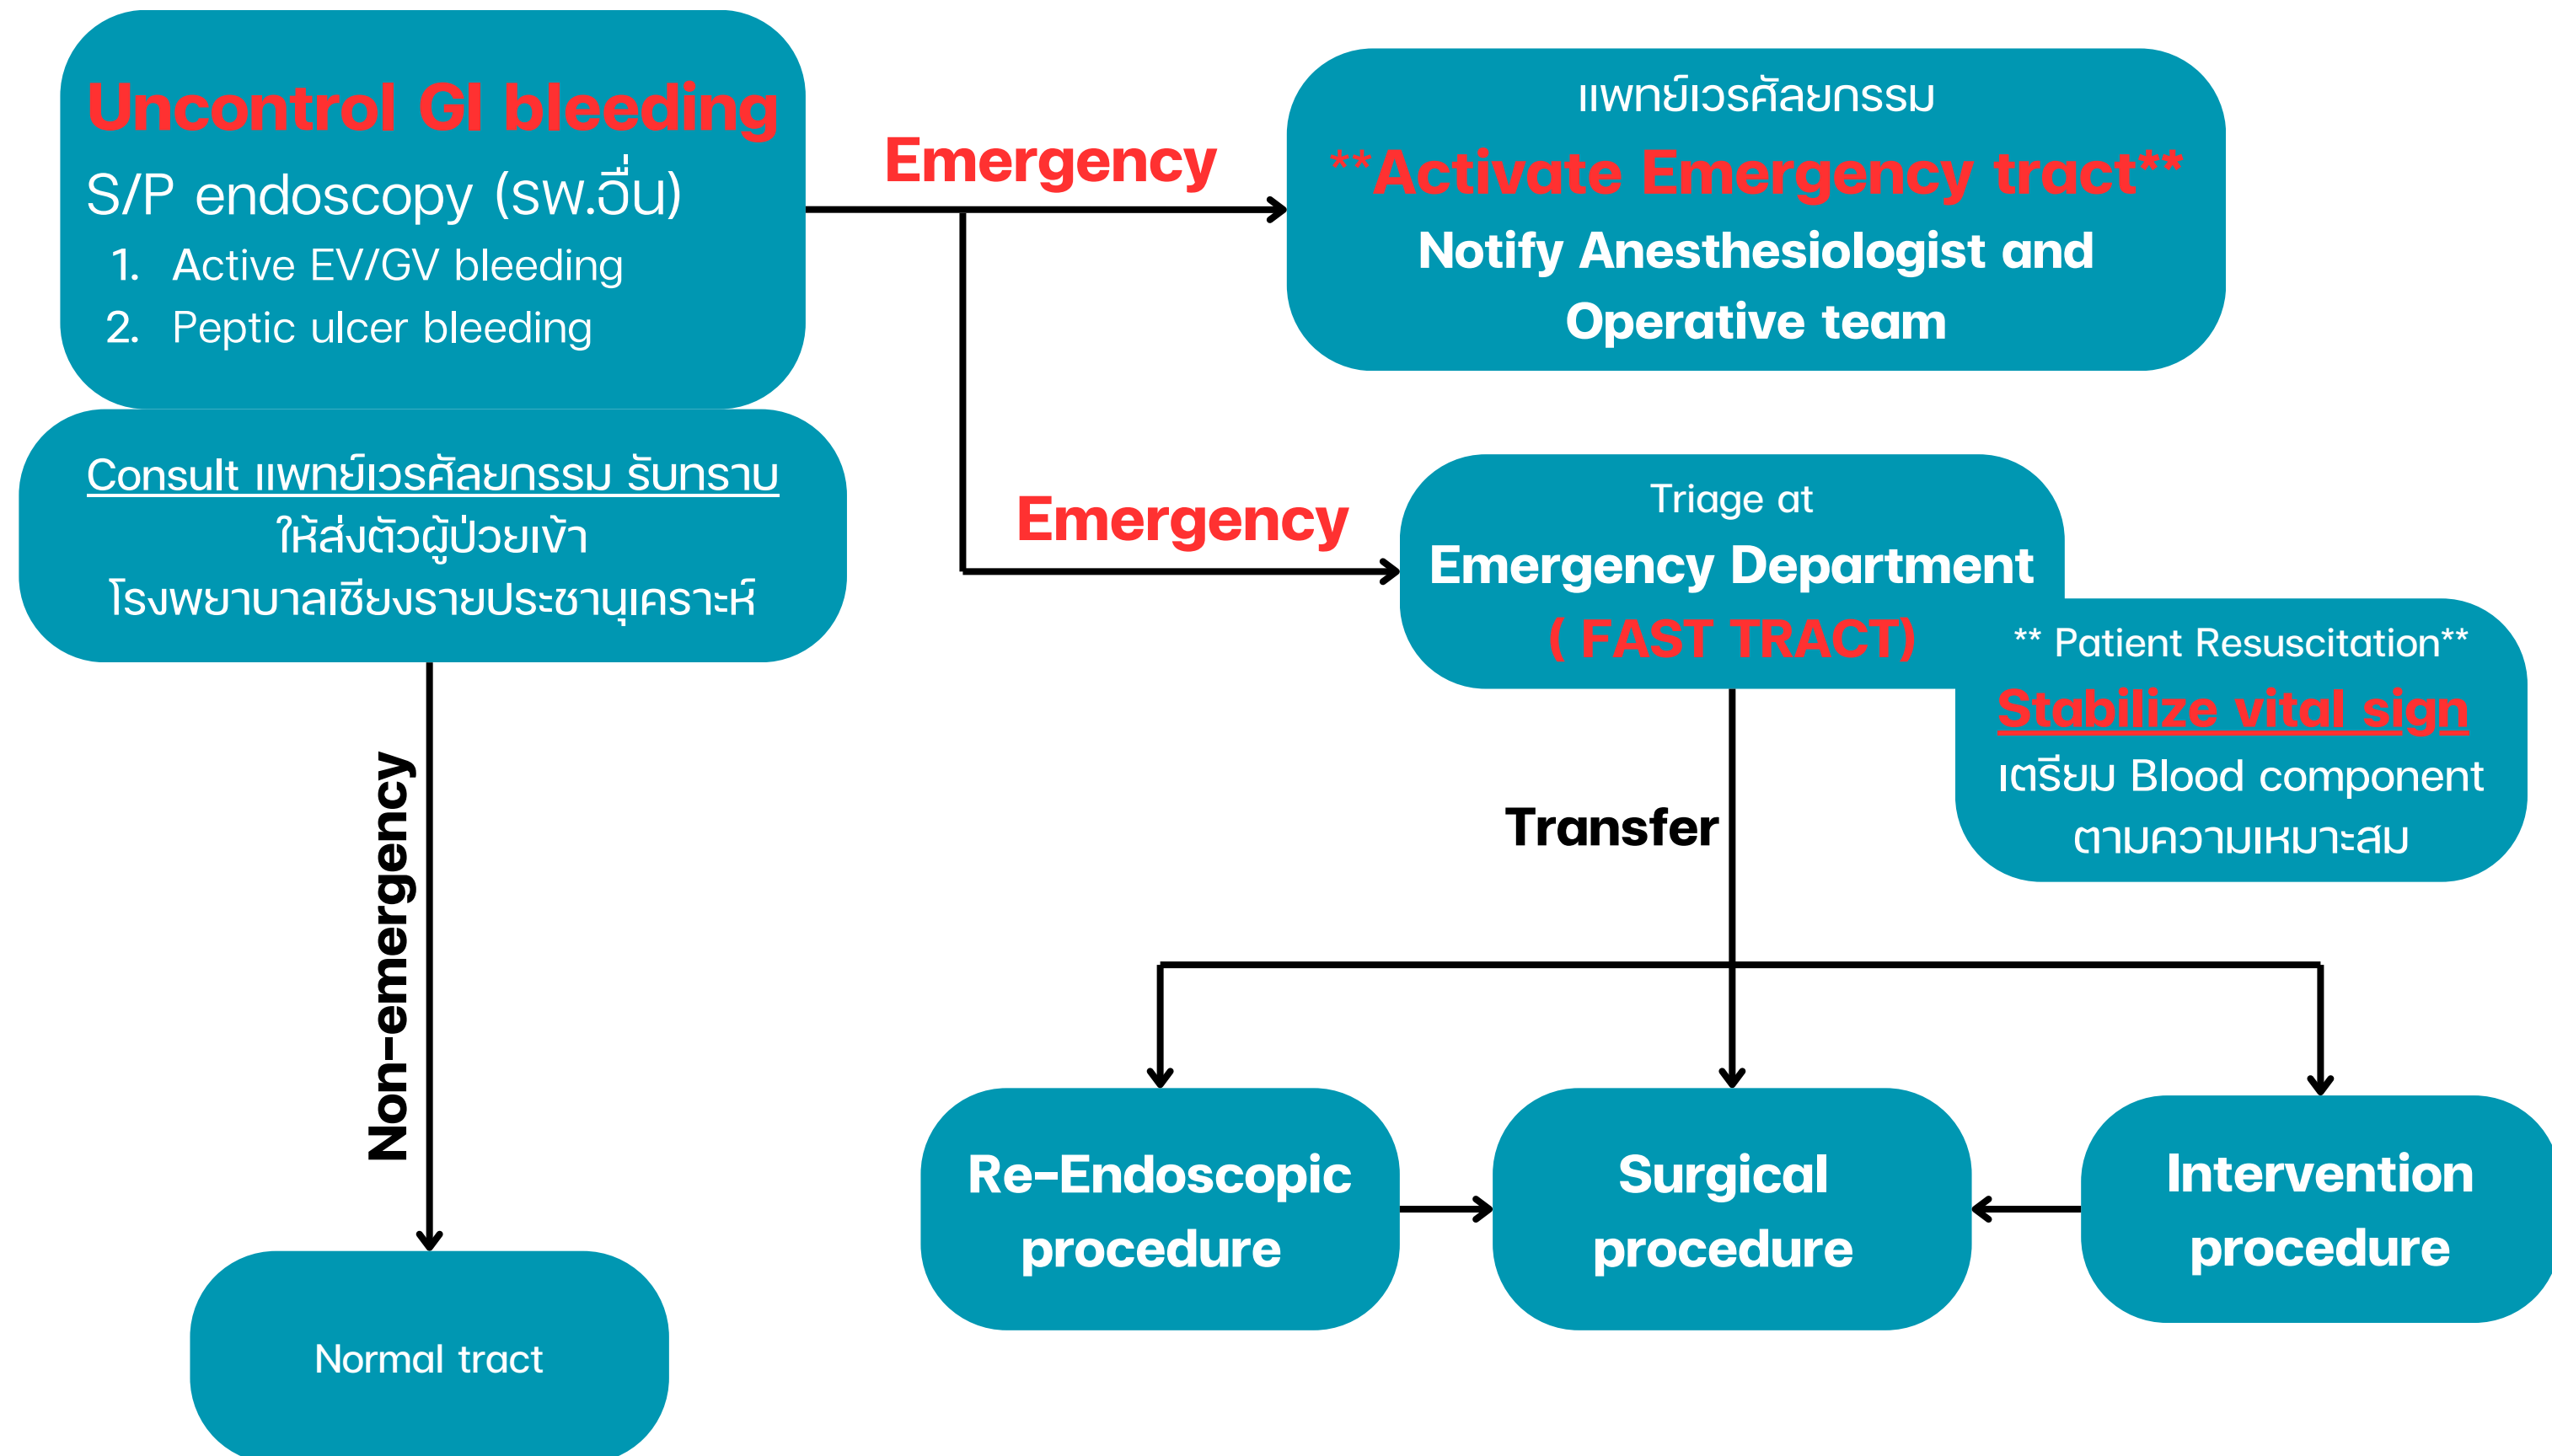 Uncontrol GI bleeding
S/P endoscopy (รพ.อื่น)
1. Active EV/GV bleeding
2. Peptic ulcer bleeding
Consult แพทย์เวรศัลยกรรม รับทราบ
ให้ส่งตัวผู้ป่วยเข้า
โรงพยาบาลเชียงรายประชานุเคราะห์
Emergency
แพทย์เวรศัลยกรรม
**Activate Emergency tract**
Notify Anesthesiologist and
Operative team
Emergency
Triage at
Emergency Department
( FAST TRACT)
** Patient Resuscitation**
Stabilize vital sign
เตรียม Blood component
ตามความเหมาะสม
Transfer
Non-emergency
Re-Endoscopic
procedure
Surgical
procedure
Intervention
procedure
Normal tract